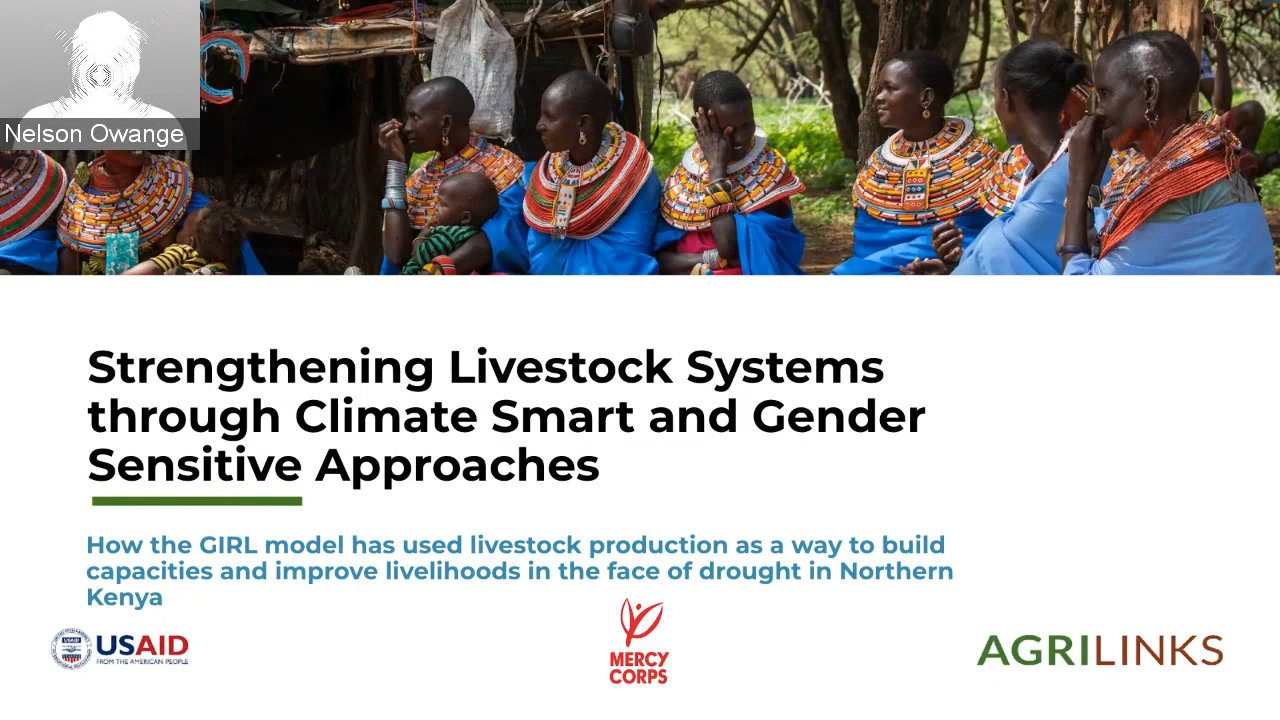 Nelson Owange
Strengthening Livestock Systems
through Climate Smart and Gender
Sensitive Approaches
How the GIRL model has used livestock production as a way to build
capacities and improve livelihoods in the face of drought in Northern
Kenya
USAID
FROM THE AMERICAN PEOPLE
MERCY
CORPS
AGRILINKS